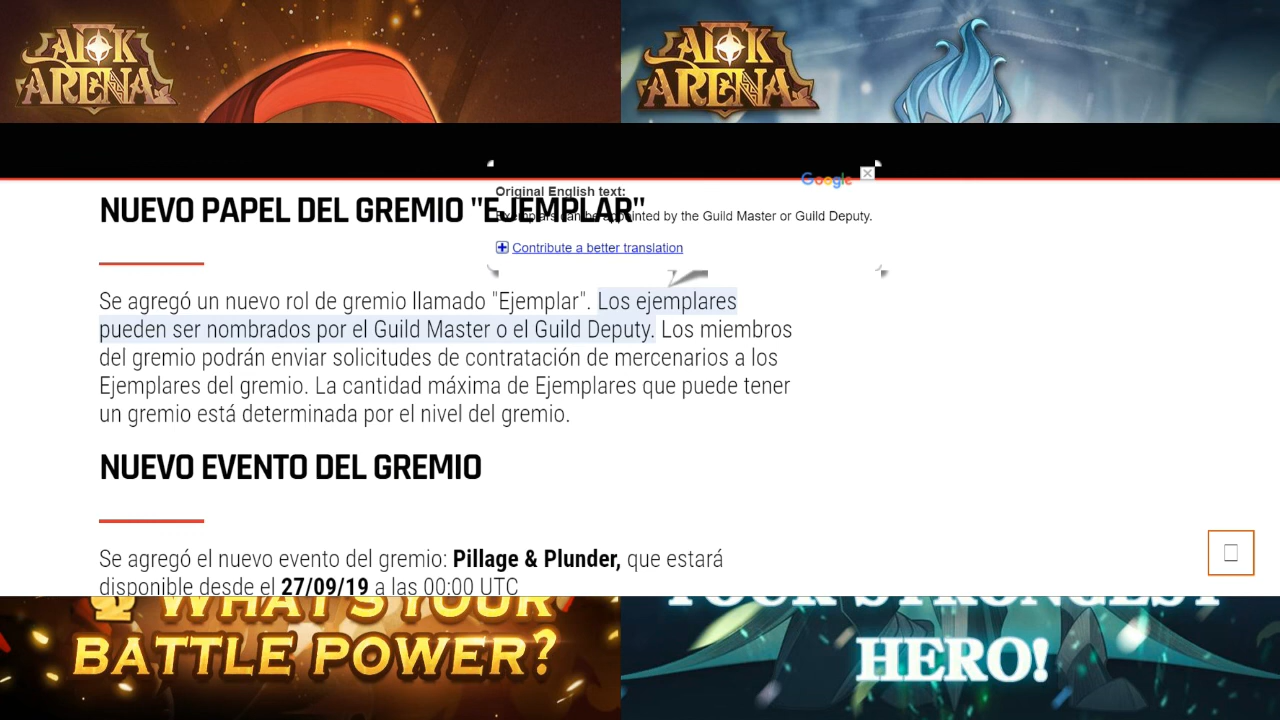 AFK
ARENA
AFK
ARENA
Google
Original English text:
NUEVO PAPEL DEL GREMIO "EJEMPLAR"
Exemplars can be appointed by the Guild Master or Guild Deputy.
Contribute a better translation
Se agregó un nuevo rol de gremio llamado "Ejemplar". Los ejemplares
pueden ser nombrados por el Guild Master o el Guild Deputy. Los miembros
del gremio podrán enviar solicitudes de contratación de mercenarios a los
Ejemplares del gremio. La cantidad máxima de Ejemplares que puede tener
un gremio está determinada por el nivel del gremio.
NUEVO EVENTO DEL GREMIO
Se agregó el nuevo evento del gremio: Pillage & Plunder, que estará
disponible desde el 27/09/19 a las 00:00 UTC
WHAT'S YOUR
BATTLE POWER?
YOUR STRONGEST
HERO!